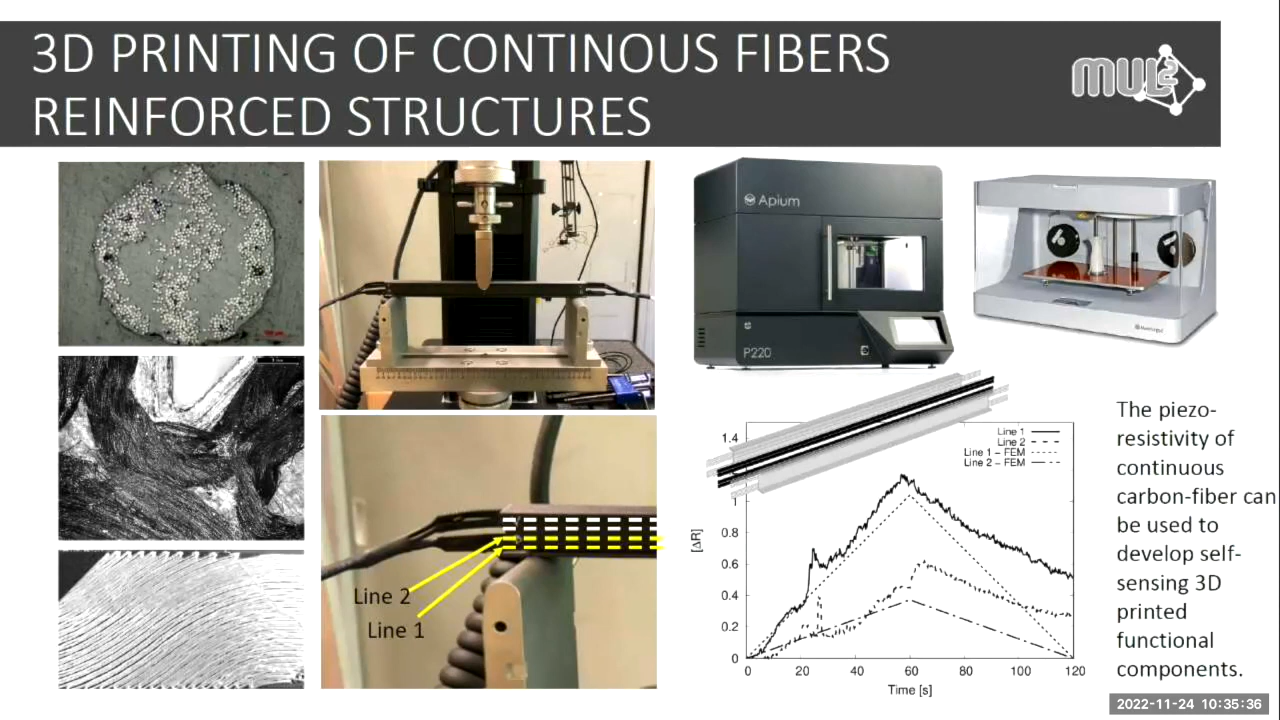 3D PRINTING OF CONTINOUS FIBERS
REINFORCED STRUCTURES
MUL2
Apium
P220
Line 2
Line 1
Line 1
Line 2
Line 1 – FEM
Line 2 – FEM
1.4
1
0.8
0.6
0.4
0.2
0
[ΔR]
0 20 40 60 80 100 120
Time [s]
The piezo-
resistivity of
continuous
carbon-fiber can
be used to
develop self-
sensing 3D
printed
functional
components.
2022-11-24 10:35:36